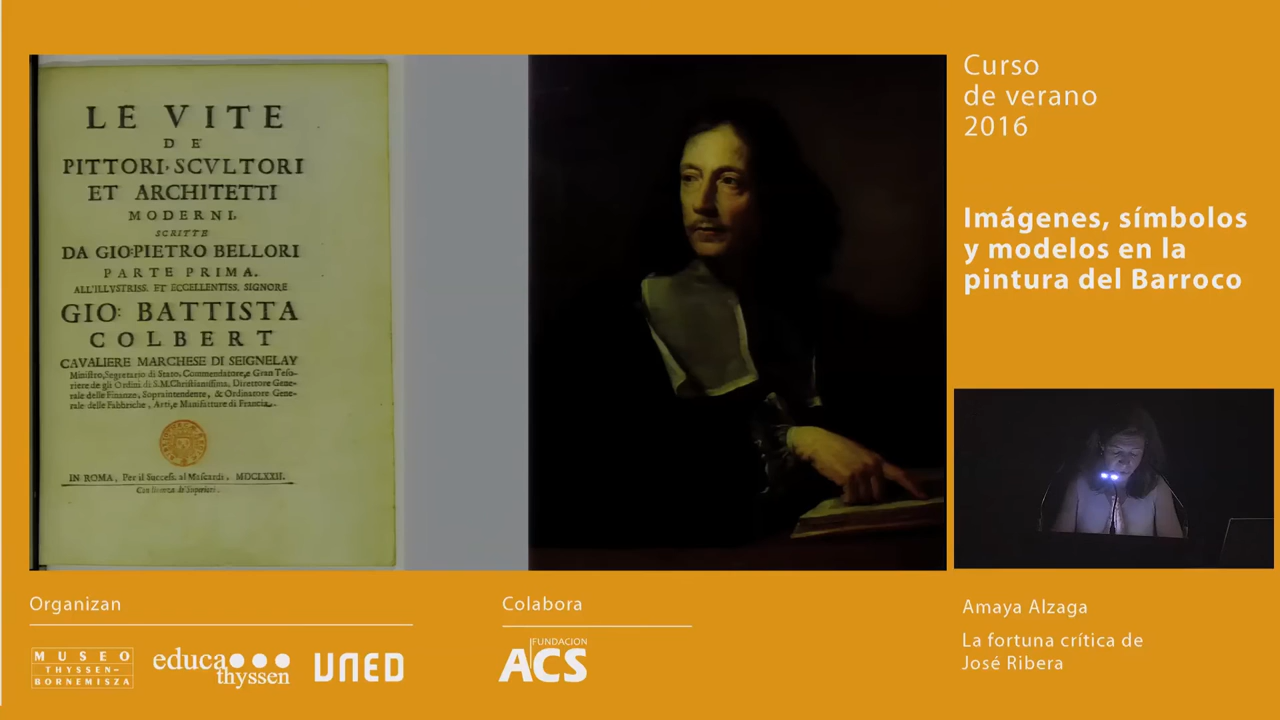 LE VITE
DE'
PITTORI, SCVLTORI
ET ARCHITETTI
MODERNI,
SCRITTE
DA GIO: PIETRO BELLORI
PARTE PRIMA.
ALL'ILLVSTRISS. ET ECCELLENTISS. SIGNORE
GIO: BATTISTA
COLBERT
CAVALIERE MARCHESE DI SEIGNELAY
Ministro, Segretario di Stato, Commendatore, e Gran Teso-
riere de gli Ordini di S.M. Christianissima, Direttore Gene-
rale delle Finanze, Sopraintendente, & Ordinatore Gene-
rale delle Fabbriche, Arti, e Manifatture di Francia.
IN ROMA, Per il Success. al Mascardi, MDCLXXII.
Con licenza de' Superiori.
Curso
de verano
2016
Imágenes, símbolos
y modelos en la
pintura del Barroco
Amaya Alzaga
La fortuna crítica de
José Ribera
Organizan
MUSEO
THYSSEN-
BORNEMISZA
educa
thyssen
UNED
Colabora
FUNDACION
ACS